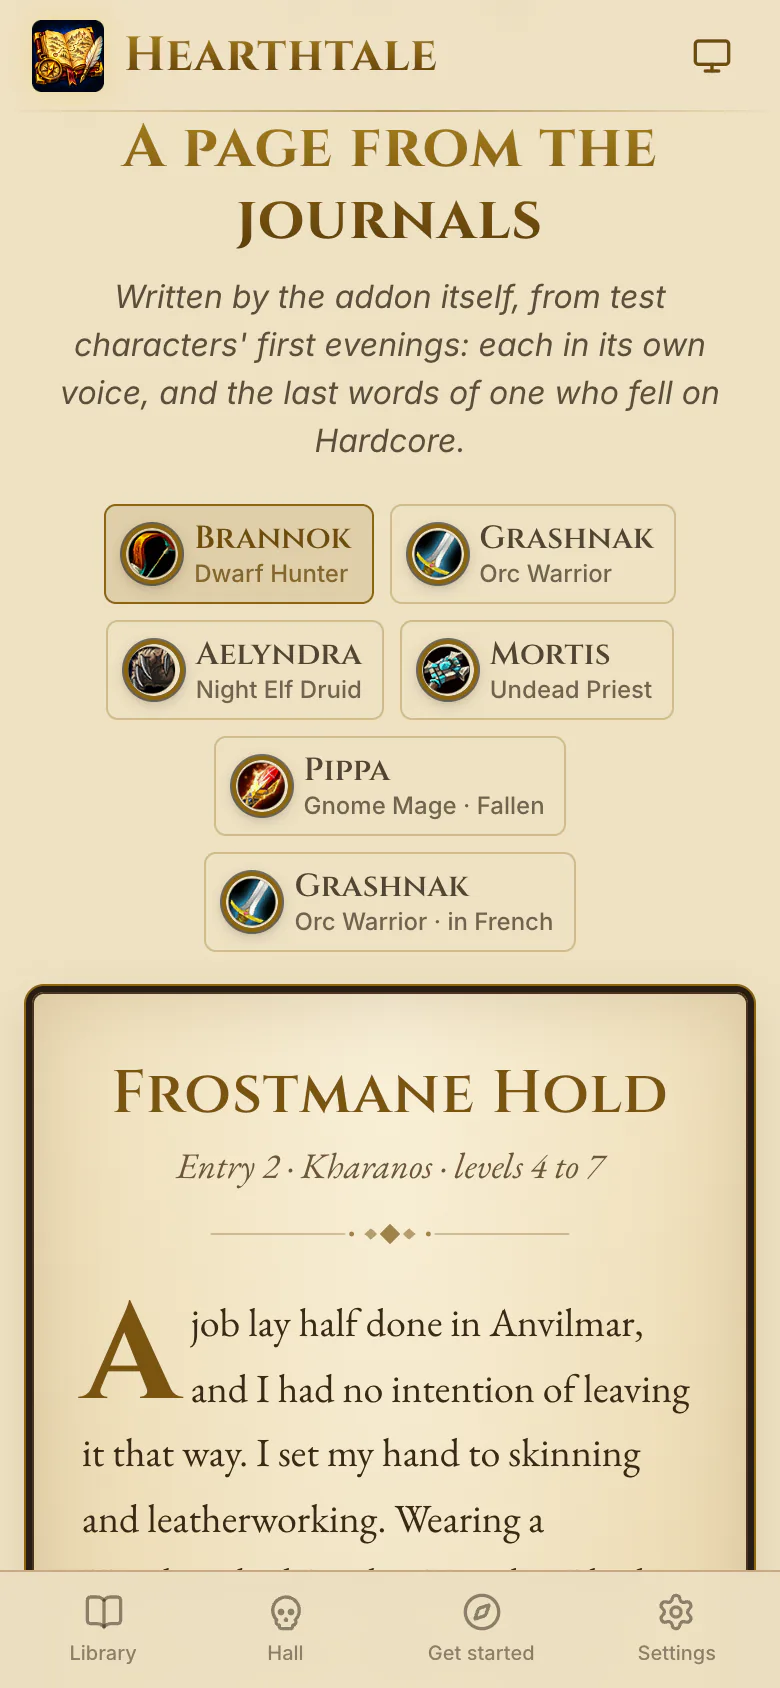 Hearthtale
A page from the
journals
Written by the addon itself, from test
characters' first evenings: each in its own
voice, and the last words of one who fell on
Hardcore.
Brannok
Dwarf Hunter
Grashnak
Orc Warrior
Aelyndra
Night Elf Druid
Mortis
Undead Priest
Pippa
Gnome Mage · Fallen
Grashnak
Orc Warrior · in French
Frostmane Hold
Entry 2 · Kharanos · levels 4 to 7
A job lay half done in Anvilmar,
and I had no intention of leaving
it that way. I set my hand to skinning
and leatherworking. Wearing a
Library
Hall
Get started
Settings